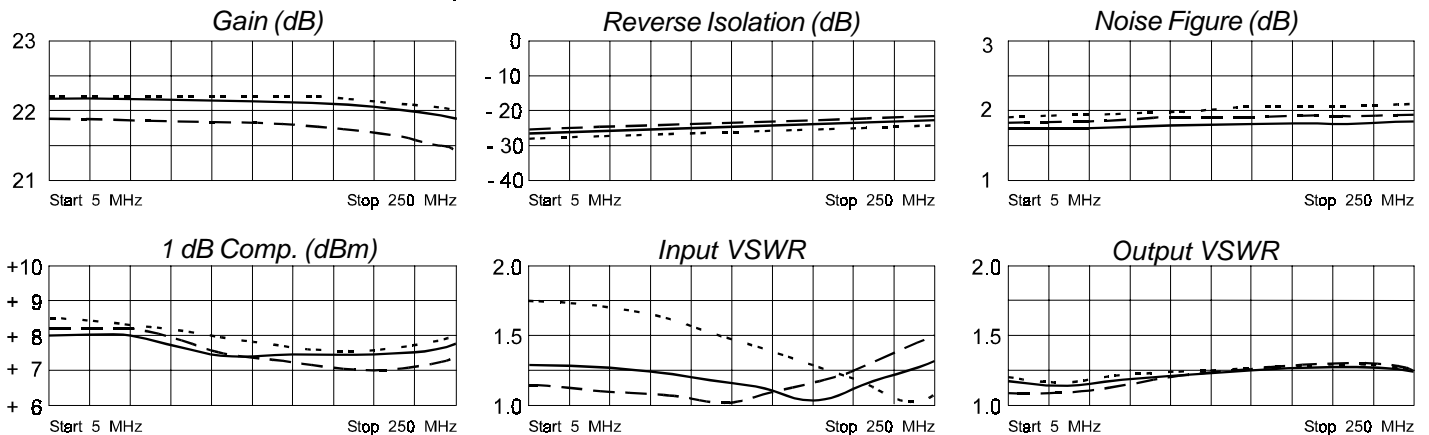 Gain (dB)
23
22
21
Start 5 MHz
Stop 250 MHz
Reverse Isolation (dB)
0
- 10
- 20
- 30
- 40
Start 5 MHz
Stop 250 MHz
Noise Figure (dB)
3
2
1
Start 5 MHz
Stop 250 MHz
1 dB Comp. (dBm)
+10
+ 9
+ 8
+ 7
+ 6
Start 5 MHz
Stop 250 MHz
Input VSWR
2.0
1.5
1.0
Start 5 MHz
Stop 250 MHz
Output VSWR
2.0
1.5
1.0
Start 5 MHz
Stop 250 MHz